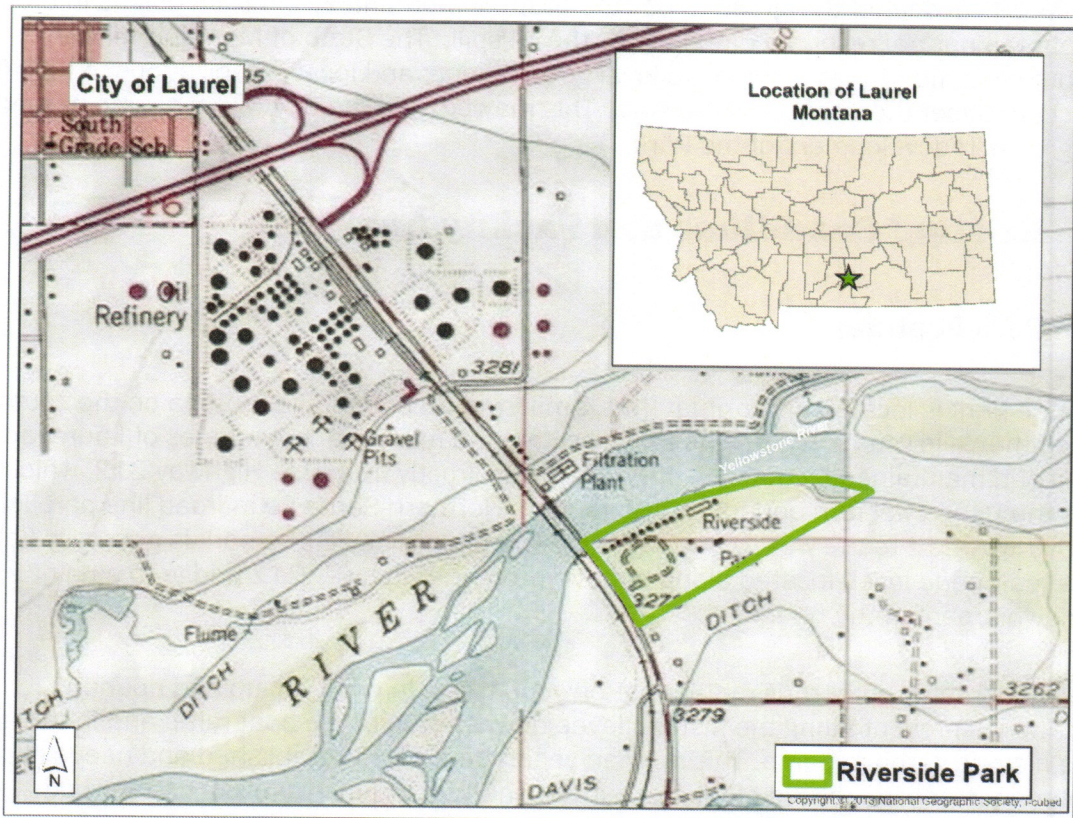 City of Laurel
South
Grade Sch
16
Oil
Refinery
Gravel
Pits
3281
Location of Laurel
Montana
Filtration
Plant
Yellowstone River
Riverside
Park
DITCH
Flume
DITCH
RIVER
3279
3262
DAVIS
N
Riverside Park
Copyright:© 2013 National Geographic Society, i-cubed